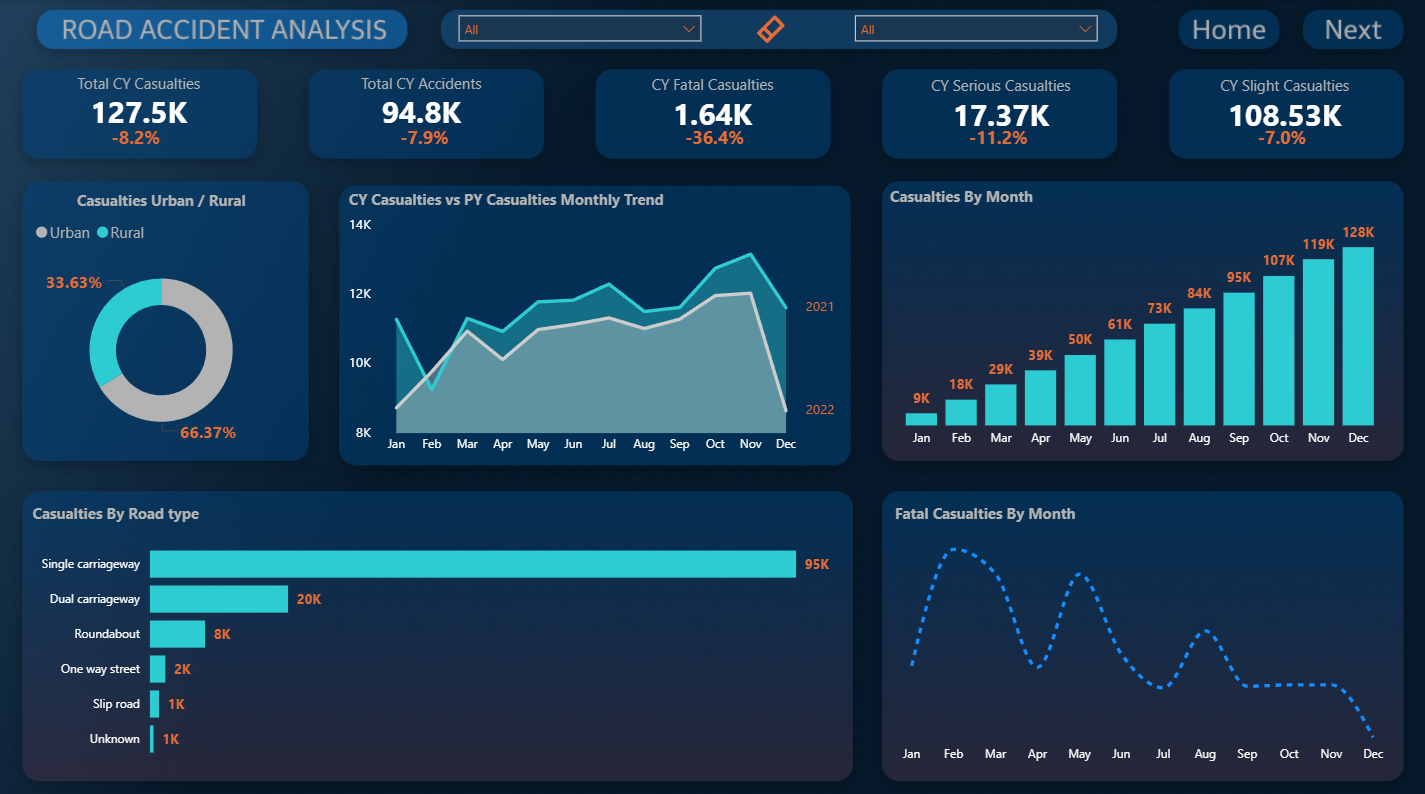 ROAD ACCIDENT ANALYSIS
All
All
Home
Next
Total CY Casualties
127.5K
-8.2%
Total CY Accidents
94.8K
-7.9%
CY Fatal Casualties
1.64K
-36.4%
CY Serious Casualties
17.37K
-11.2%
CY Slight Casualties
108.53K
-7.0%
Casualties Urban / Rural
Urban Rural
33.63%
66.37%
CY Casualties vs PY Casualties Monthly Trend
14K
12K
10K
8K
2021
2022
Jan Feb Mar Apr May Jun Jul Aug Sep Oct Nov Dec
Casualties By Month
9K 18K 29K 39K 50K 61K 73K 84K 95K 107K 119K 128K
Jan Feb Mar Apr May Jun Jul Aug Sep Oct Nov Dec
Casualties By Road type
Single carriageway 95K
Dual carriageway 20K
Roundabout 8K
One way street 2K
Slip road 1K
Unknown 1K
Fatal Casualties By Month
Jan Feb Mar Apr May Jun Jul Aug Sep Oct Nov Dec